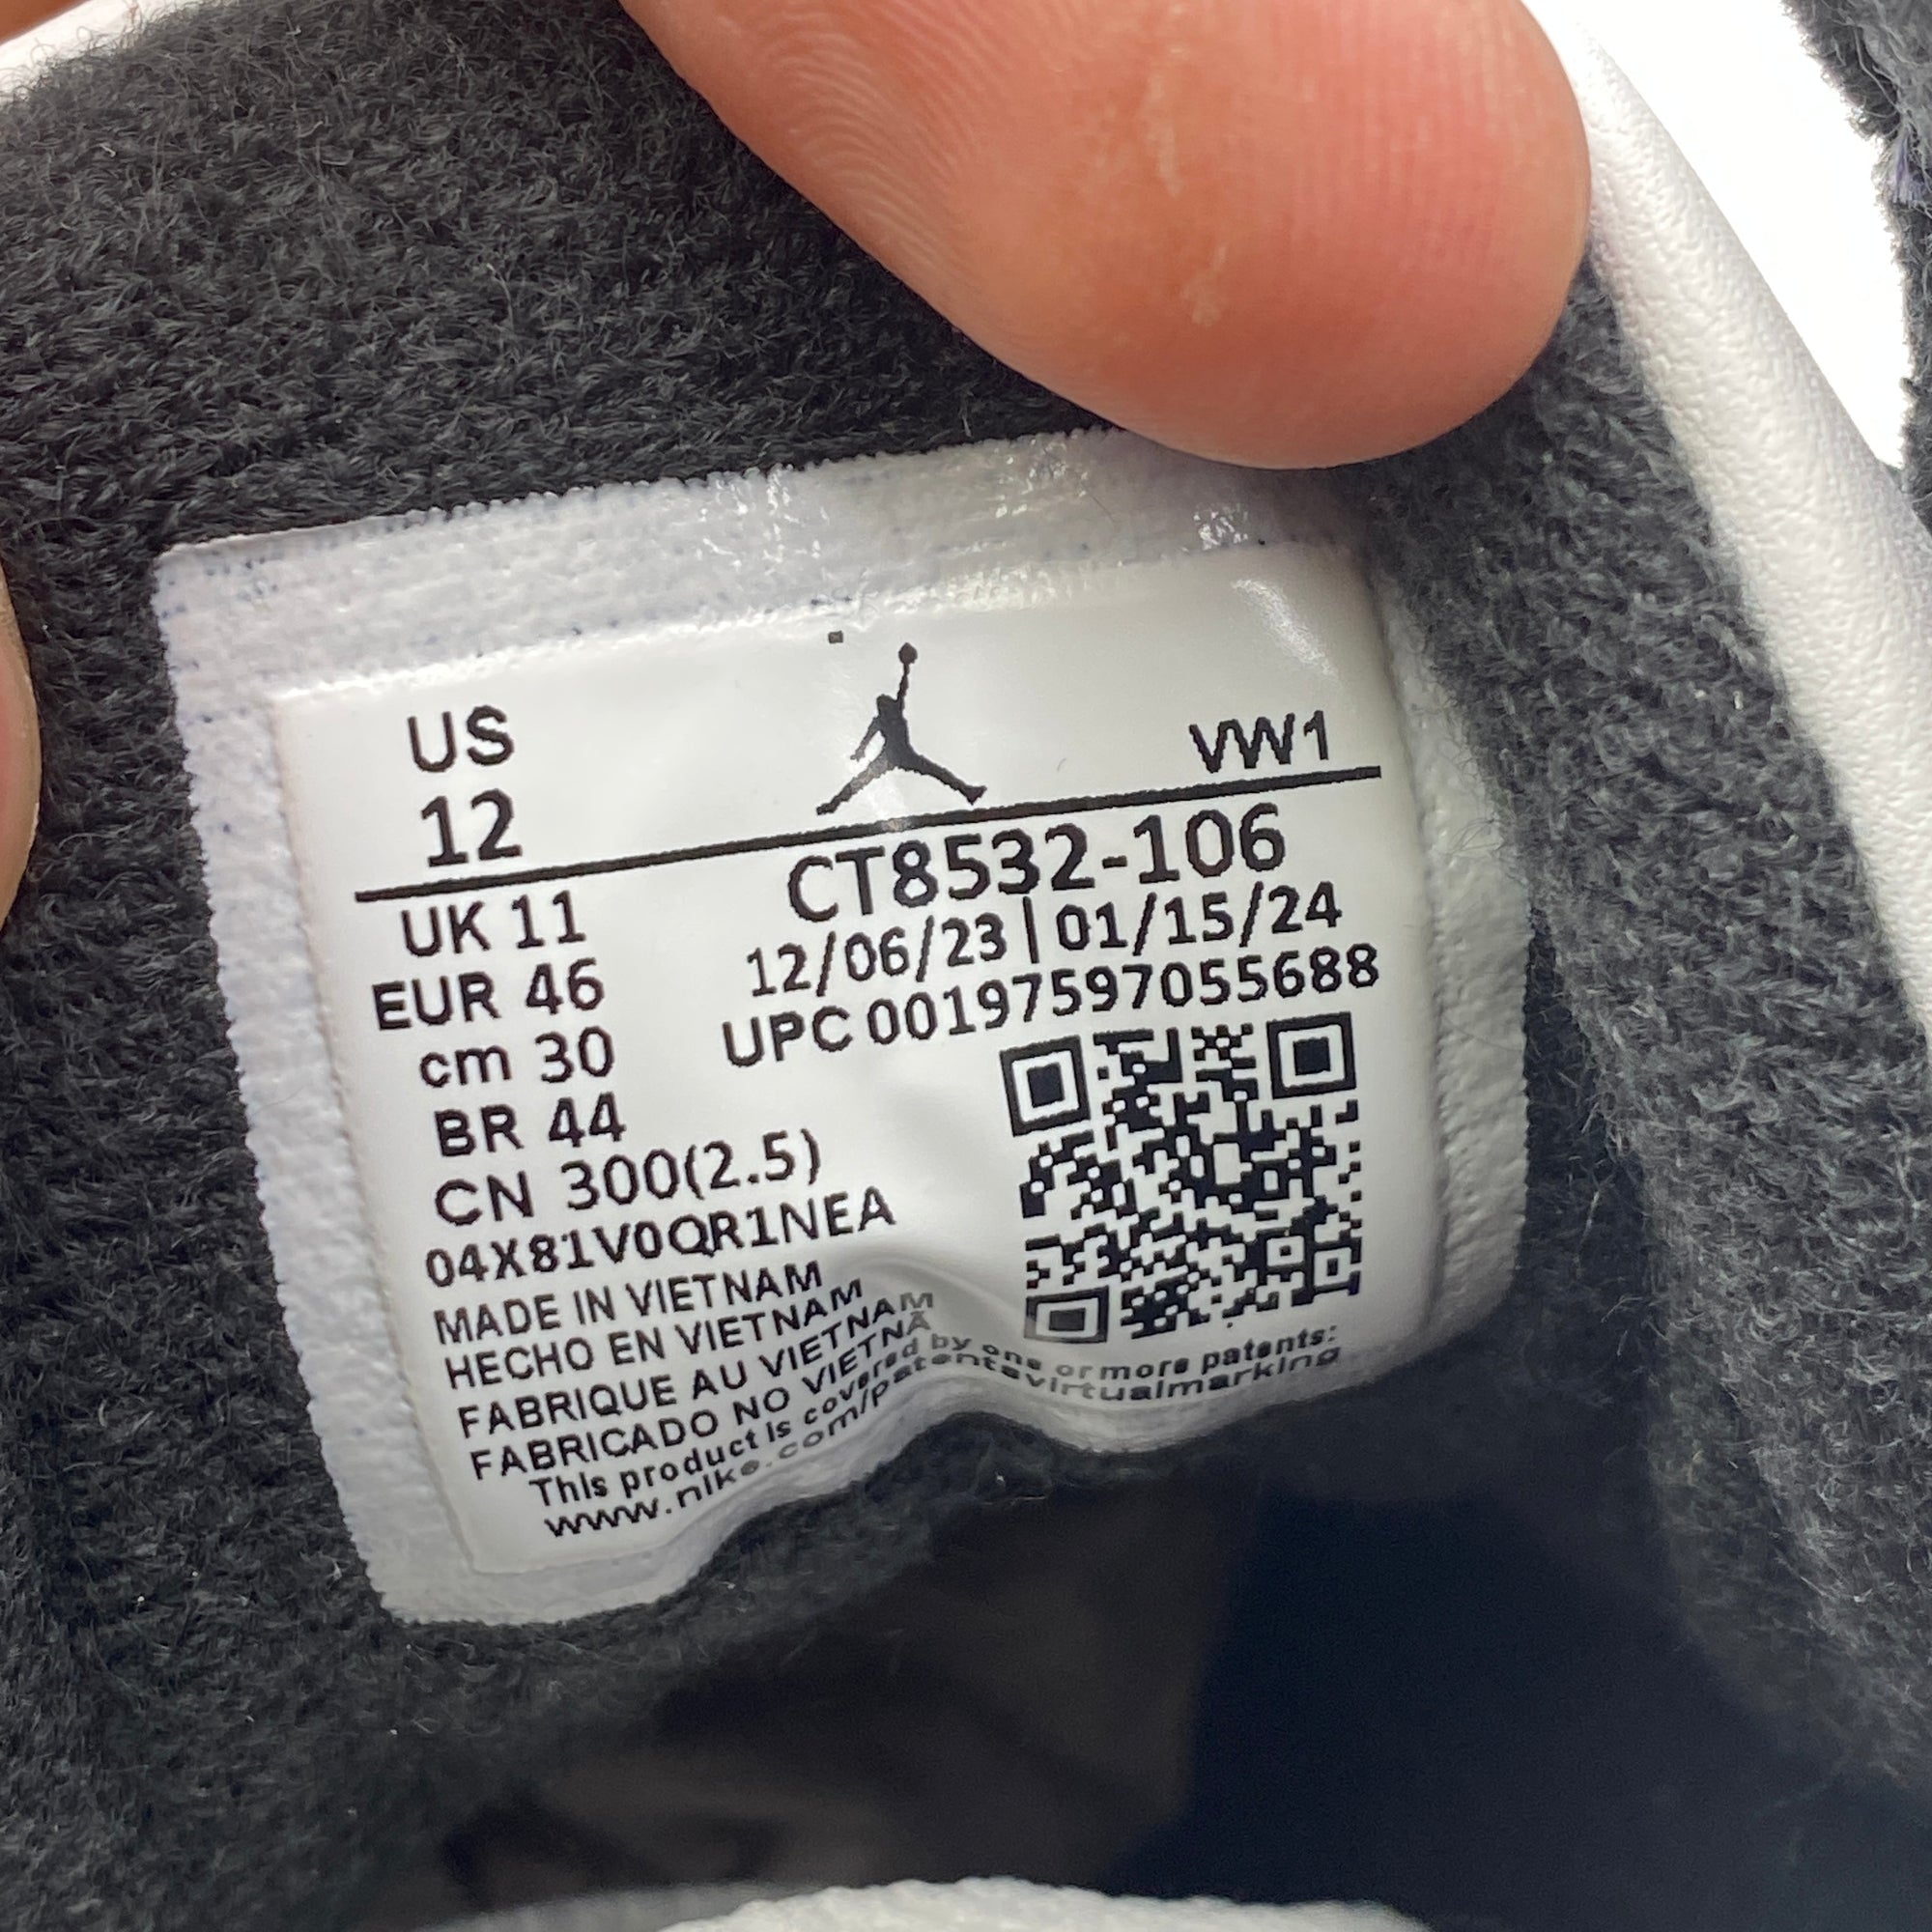 US
VW1
12
CT8532-106
UK 11
12/06/23 | 01/15/24
EUR 46
UPC 00197597055688
cm 30
BR 44
CN 300(2.5)
04X81V0QR1NEA
MADE IN VIETNAM
HECHO EN VIETNAM
FABRIQUE AU VIETNAM
FABRICADO NO VIETNÃ
This product is covered by one or more patents:
www.nike.com/patentsvirtualmarking